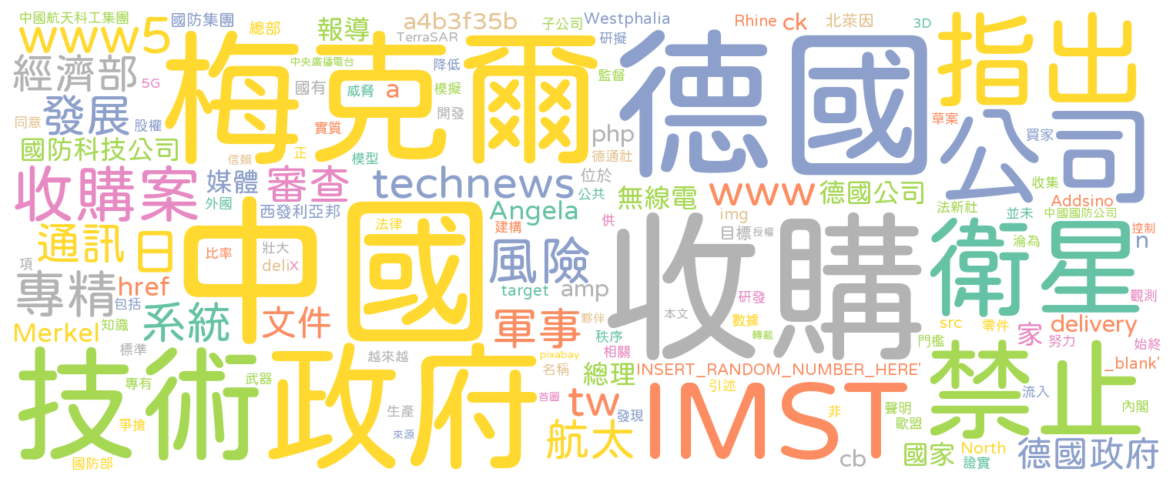 中國航天科工集團 國防集團 總部 報導 a4b3f35b 子公司 Westphalia Rhine ck 北萊因 3D 指出
www5 梅克爾 TerraSAR 研擬 德國
經濟部 5G 中央廣播電台 降低 監督
國有 威脅 a 模擬 開發 草案 買家
發展 同意 股權 實質 php 德通社 公司
國防科技公司 信賴 正 模型 位於 收集
收購案 媒體 審查 technews 公共 無線電 www 德國公司 法新社 Addsino
外國 西發利亞邦 法律 Angela 供 img 目標 授權 並未 中國國防公司 控制
通訊 日 中國 建構 收購 淪為 n
項 比率 壯大 delix 風險 衛星
專精 href 包括 target amp 研發 觀測
Merkel 知識 系統 文件 軍事 夥伴 本文 數據 src 零件 家 delivery
標準 越來越 秩序 相關 轉載 門檻 努力 始終
技術 政府 專有 武器 pixabay 名稱 總理 INSERT_RANDOM_NUMBER_HERE' 禁止 _blank'
爭搶 生產 首圖 tw 引述 IMST 非 聲明 流入 內閣
來源 發現 歐盟
國防部 航太 cb 國家 North 證實 德國政府